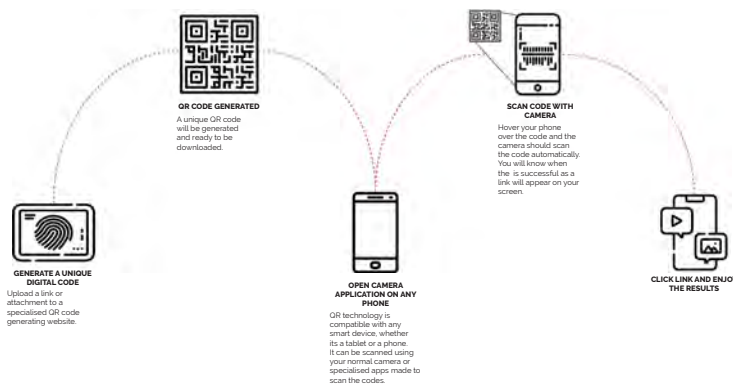 GENERATE A UNIQUE
DIGITAL CODE
Upload a link or
attachment to a
specialised QR code
generating website.
QR CODE GENERATED
A unique QR code
will be generated
and ready to be
downloaded.
OPEN CAMERA
APPLICATION ON ANY
PHONE
QR technology is
compatible with any
smart device, whether
its a tablet or a phone.
It can be scanned using
your normal camera or
specialised apps made to
scan the codes.
SCAN CODE WITH
CAMERA
Hover your phone
over the code and the
camera should scan
the code automatically.
You will know when
the is successful as a
link will appear on your
screen.
CLICK LINK AND ENJO
THE RESULTS